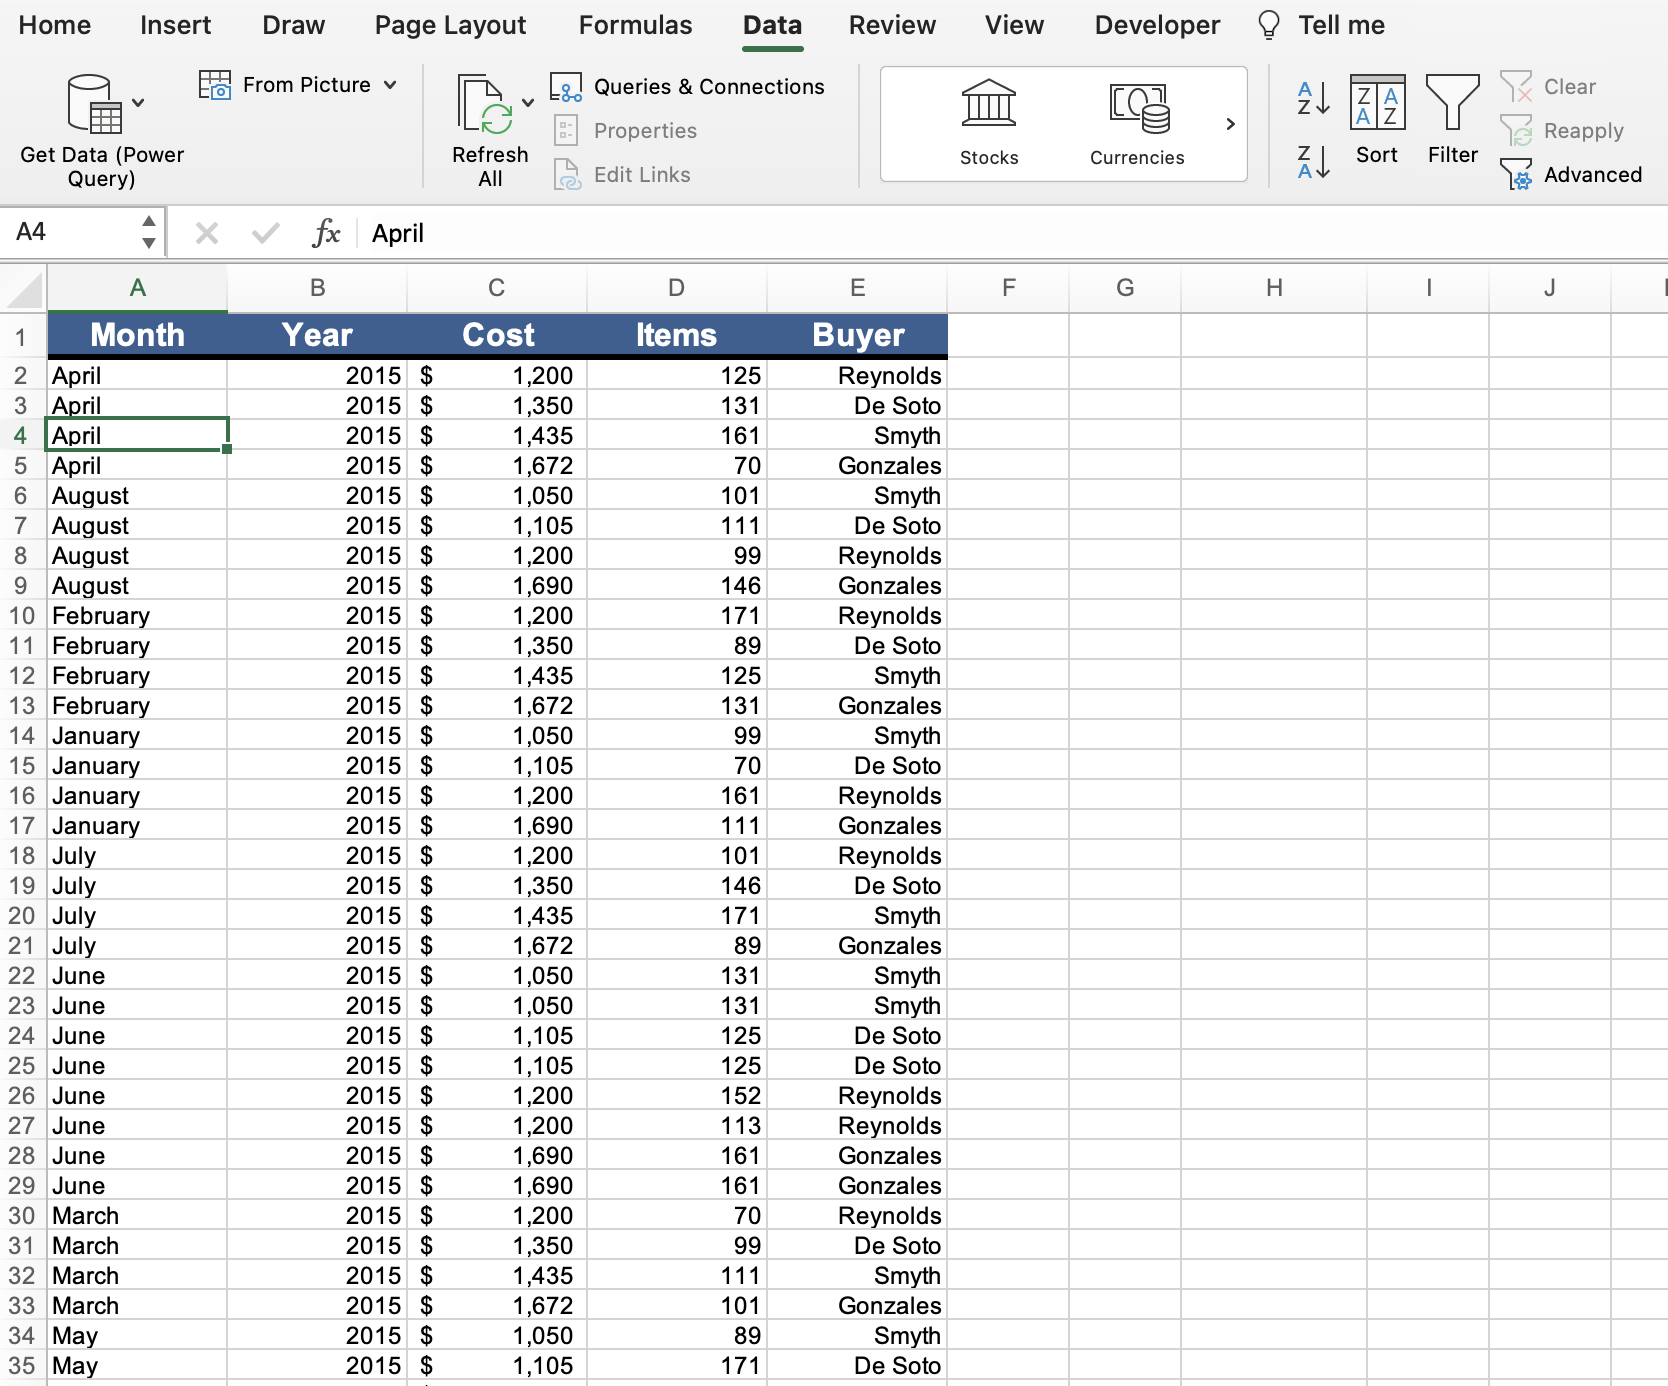 Home Insert Draw Page Layout Formulas Data Review View Developer Tell me
Get Data (Power Query)
From Picture
Refresh All
Queries & Connections
Properties
Edit Links
Stocks
Currencies
Sort
Filter
Clear
Reapply
Advanced
A4 fx April
A B C D E F G H I J
1 Month Year Cost Items Buyer
2 April 2015 $ 1,200 125 Reynolds
3 April 2015 $ 1,350 131 De Soto
4 April 2015 $ 1,435 161 Smyth
5 April 2015 $ 1,672 70 Gonzales
6 August 2015 $ 1,050 101 Smyth
7 August 2015 $ 1,105 111 De Soto
8 August 2015 $ 1,200 99 Reynolds
9 August 2015 $ 1,690 146 Gonzales
10 February 2015 $ 1,200 171 Reynolds
11 February 2015 $ 1,350 89 De Soto
12 February 2015 $ 1,435 125 Smyth
13 February 2015 $ 1,672 131 Gonzales
14 January 2015 $ 1,050 99 Smyth
15 January 2015 $ 1,105 70 De Soto
16 January 2015 $ 1,200 161 Reynolds
17 January 2015 $ 1,690 111 Gonzales
18 July 2015 $ 1,200 101 Reynolds
19 July 2015 $ 1,350 146 De Soto
20 July 2015 $ 1,435 171 Smyth
21 July 2015 $ 1,672 89 Gonzales
22 June 2015 $ 1,050 131 Smyth
23 June 2015 $ 1,050 131 Smyth
24 June 2015 $ 1,105 125 De Soto
25 June 2015 $ 1,105 125 De Soto
26 June 2015 $ 1,200 152 Reynolds
27 June 2015 $ 1,200 113 Reynolds
28 June 2015 $ 1,690 161 Gonzales
29 June 2015 $ 1,690 161 Gonzales
30 March 2015 $ 1,200 70 Reynolds
31 March 2015 $ 1,350 99 De Soto
32 March 2015 $ 1,435 111 Smyth
33 March 2015 $ 1,672 101 Gonzales
34 May 2015 $ 1,050 89 Smyth
35 May 2015 $ 1,105 171 De Soto